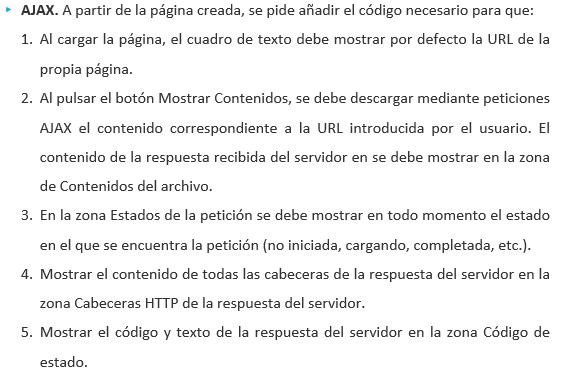 AJAX. A partir de la página creada, se pide añadir el código necesario para que:
1. Al cargar la página, el cuadro de texto debe mostrar por defecto la URL de la
propia página.
2. Al pulsar el botón Mostrar Contenidos, se debe descargar mediante peticiones
AJAX el contenido correspondiente a la URL introducida por el usuario. El
contenido de la respuesta recibida del servidor en se debe mostrar en la zona
de Contenidos del archivo.
3. En la zona Estados de la petición se debe mostrar en todo momento el estado
en el que se encuentra la petición (no iniciada, cargando, completada, etc.).
4. Mostrar el contenido de todas las cabeceras de la respuesta del servidor en la
zona Cabeceras HTTP de la respuesta del servidor.
5. Mostrar el código y texto de la respuesta del servidor en la zona Código de
estado.